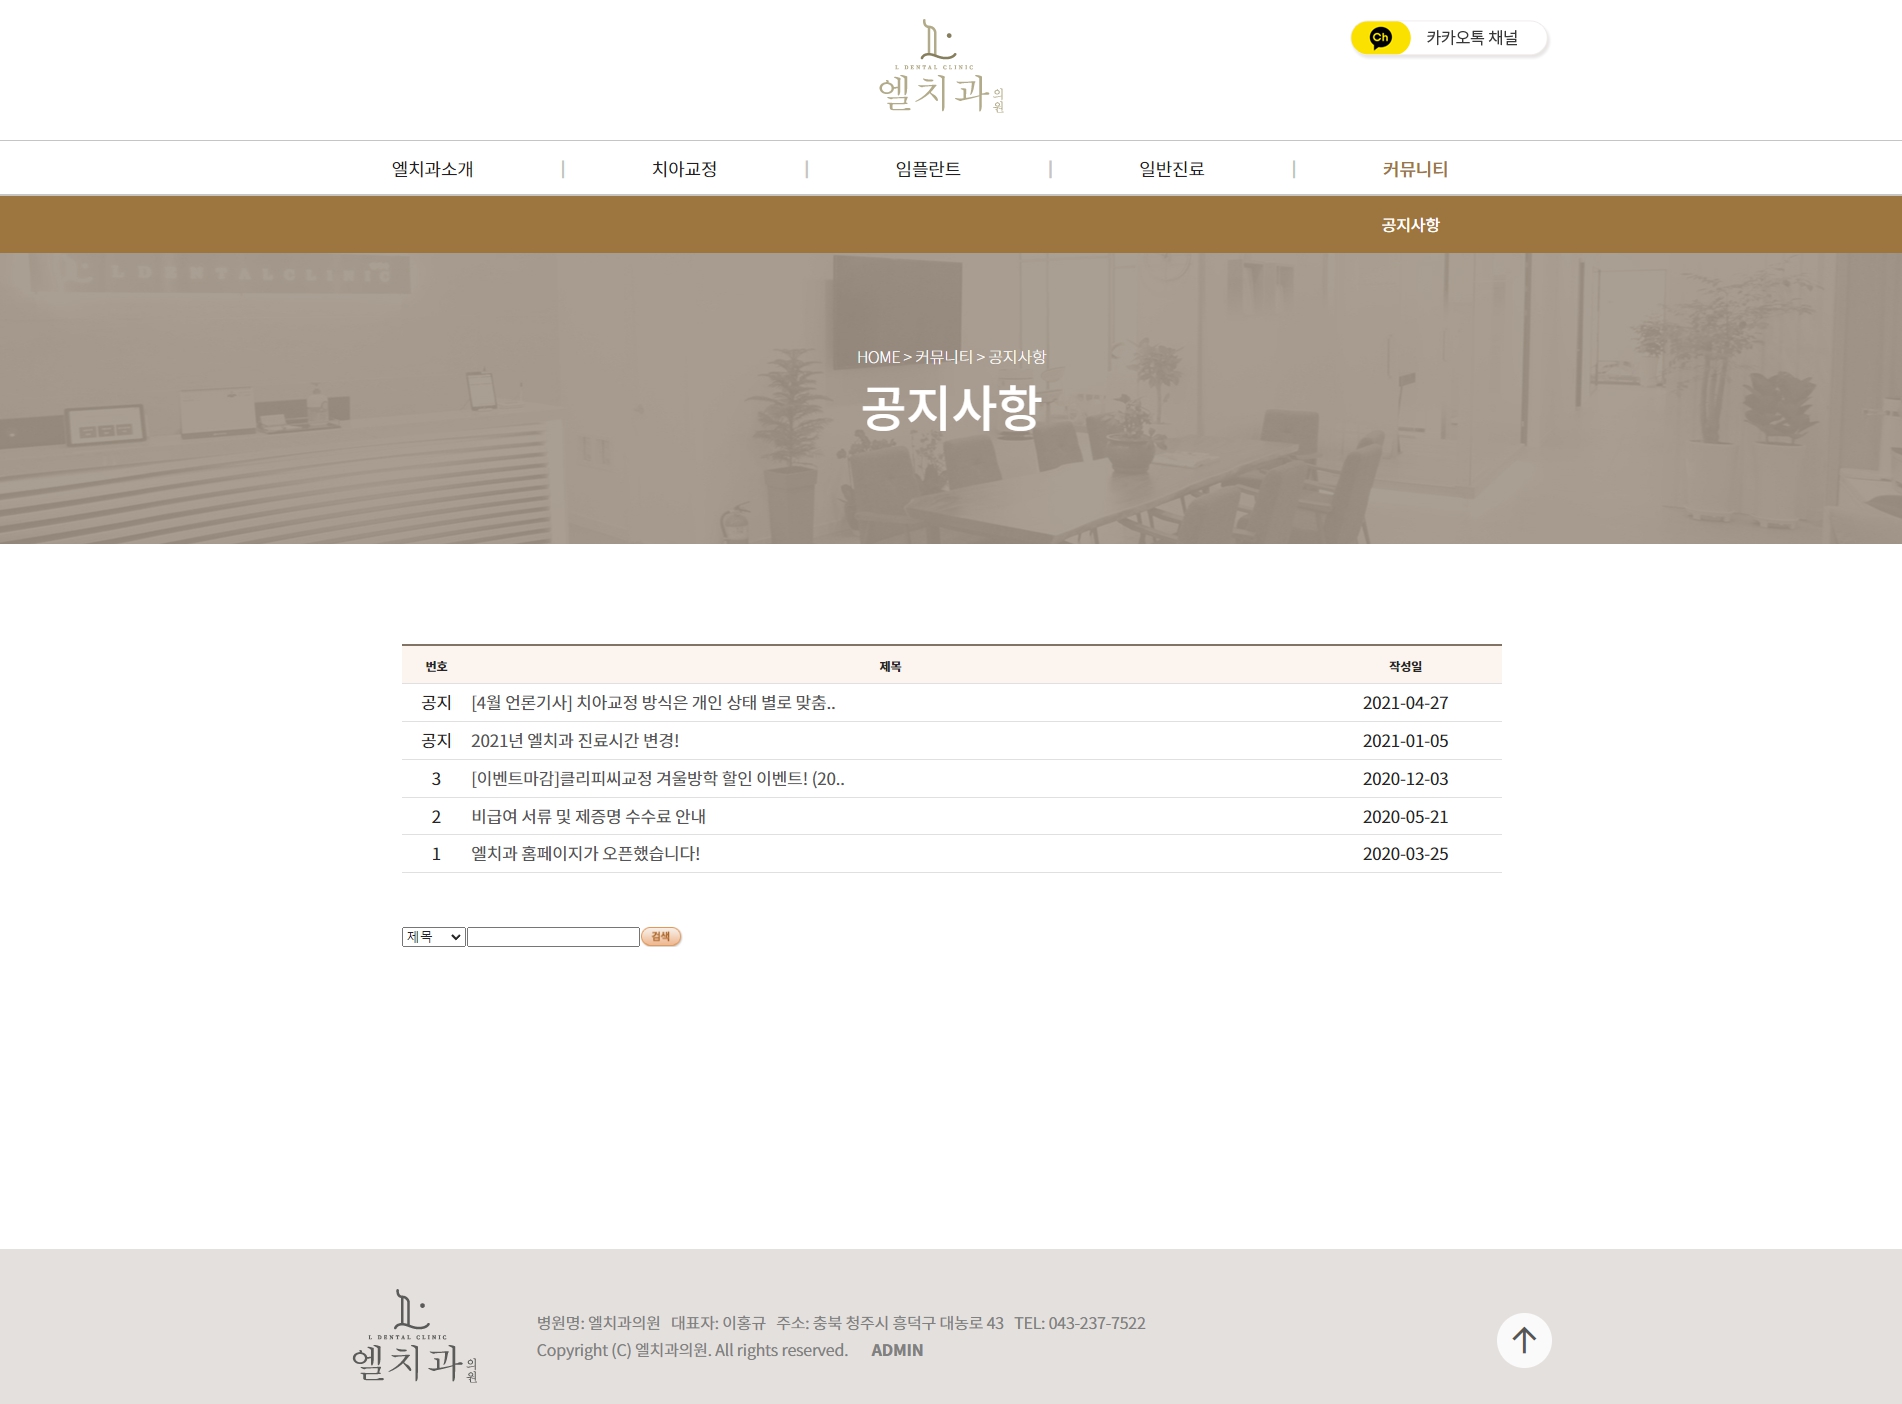 L DENTAL CLINIC
엘치과의원
Ch 카카오톡 채널
엘치과소개 | 치아교정 | 임플란트 | 일반진료 | 커뮤니티
공지사항
L DENTAL CLINIC
HOME > 커뮤니티 > 공지사항
공지사항
번호 제목 작성일
공지 [4월 언론기사] 치아교정 방식은 개인 상태 별로 맞춤.. 2021-04-27
공지 2021년 엘치과 진료시간 변경! 2021-01-05
3 [이벤트마감]클리피씨교정 겨울방학 할인 이벤트! (20.. 2020-12-03
2 비급여 서류 및 제증명 수수료 안내 2020-05-21
1 엘치과 홈페이지가 오픈했습니다! 2020-03-25
제목 검색
L DENTAL CLINIC
엘치과의원
병원명: 엘치과의원 대표자: 이홍규 주소: 충북 청주시 흥덕구 대농로 43 TEL: 043-237-7522
Copyright (C) 엘치과의원. All rights reserved. ADMIN